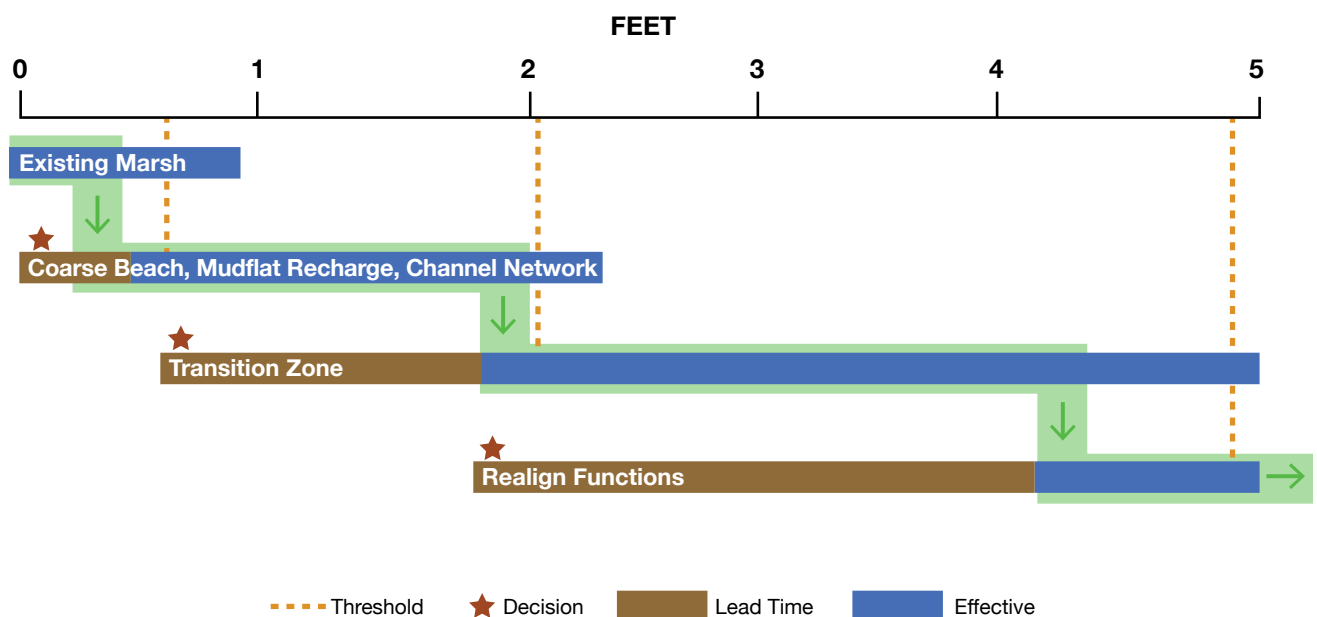 FEET
0 1 2 3 4 5
Existing Marsh
Coarse Beach, Mudflat Recharge, Channel Network
Transition Zone
Realign Functions
Threshold Decision Lead Time Effective